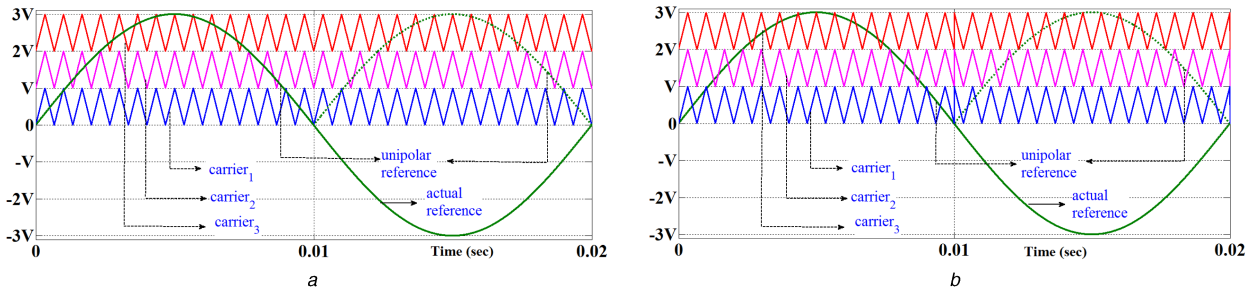 3V
2V
V
0
-V
-2V
-3V
carrier1
carrier2
carrier3
unipolar
reference
actual
reference
0
0.01
Time (sec)
0.02
a
3V
2V
V
0
-V
-2V
-3V
carrier1
carrier2
carrier3
unipolar
reference
actual
reference
0
0.01
Time (sec)
0.02
b